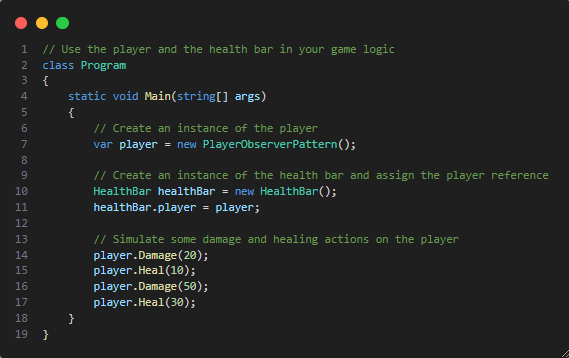 1 // Use the player and the health bar in your game logic
2 class Program
3 {
4     static void Main(string[] args)
5     {
6         // Create an instance of the player
7         var player = new PlayerObserverPattern();
8
9         // Create an instance of the health bar and assign the player reference
10         HealthBar healthBar = new HealthBar();
11         healthBar.player = player;
12
13         // Simulate some damage and healing actions on the player
14         player.Damage(20);
15         player.Heal(10);
16         player.Damage(50);
17         player.Heal(30);
18     }
19 }